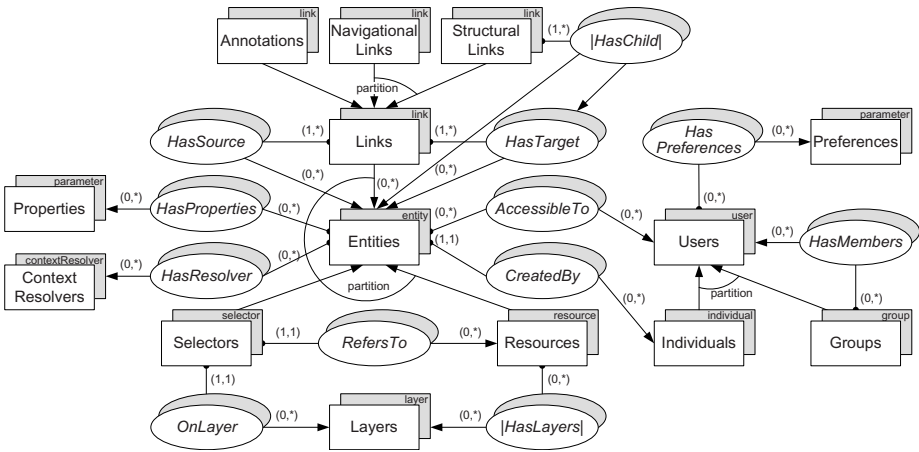 link
link
link
Annotations
Navigational
Links
Structural
Links
(1,*)
|HasChild|
partition
link
parameter
HasSource
(1,*)
Links
(1,*)
HasTarget
Has
Preferences
(0,*)
Preferences
(0,*)
(0,*)
(0,*)
parameter
(0,*)
Properties
(0,*)
HasProperties
(0,*)
entity
Entities
(0,*)
AccessibleTo
(0,*)
user
Users
(0,*)
HasMembers
(1,1)
contextResolver
Context
Resolvers
(0,*)
HasResolver
(0,*)
CreatedBy
partition
partition
(0,*)
(0,*)
selector
resource
individual
group
Selectors
(1,1)
RefersTo
(0,*)
Resources
Individuals
Groups
(1,1)
(0,*)
layer
OnLayer
(0,*)
Layers
(0,*)
|HasLayers|